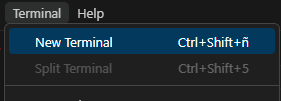 Terminal Help
New Terminal Ctrl+Shift+ñ
Split Terminal Ctrl+Shift+5